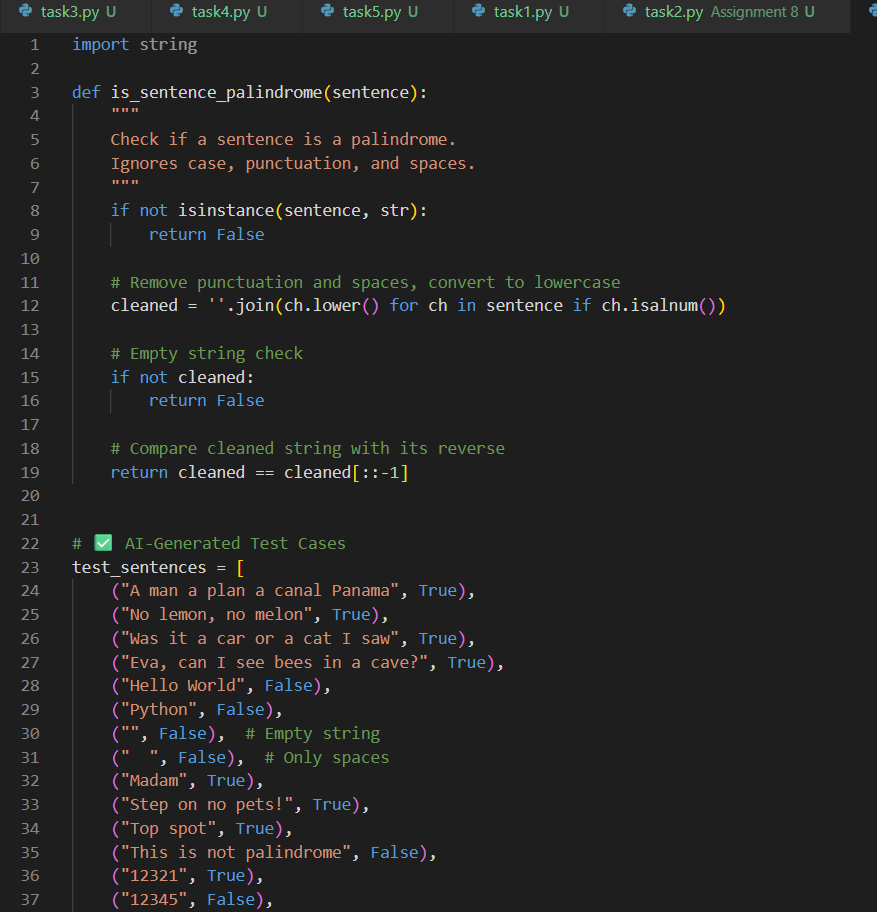 task3.py U task4.py U task5.py U task1.py U task2.py Assignment 8 U
1 import string
2
3 def is_sentence_palindrome(sentence):
4     """
5     Check if a sentence is a palindrome.
6     Ignores case, punctuation, and spaces.
7     """
8     if not isinstance(sentence, str):
9         return False
10
11     # Remove punctuation and spaces, convert to lowercase
12     cleaned = ''.join(ch.lower() for ch in sentence if ch.isalnum())
13
14     # Empty string check
15     if not cleaned:
16         return False
17
18     # Compare cleaned string with its reverse
19     return cleaned == cleaned[::-1]
20
21
22 # ✅ AI-Generated Test Cases
23 test_sentences = [
24     ("A man a plan a canal Panama", True),
25     ("No lemon, no melon", True),
26     ("Was it a car or a cat I saw", True),
27     ("Eva, can I see bees in a cave?", True),
28     ("Hello World", False),
29     ("Python", False),
30     ("", False),  # Empty string
31     ("  ", False),  # Only spaces
32     ("Madam", True),
33     ("Step on no pets!", True),
34     ("Top spot", True),
35     ("This is not palindrome", False),
36     ("12321", True),
37     ("12345", False),